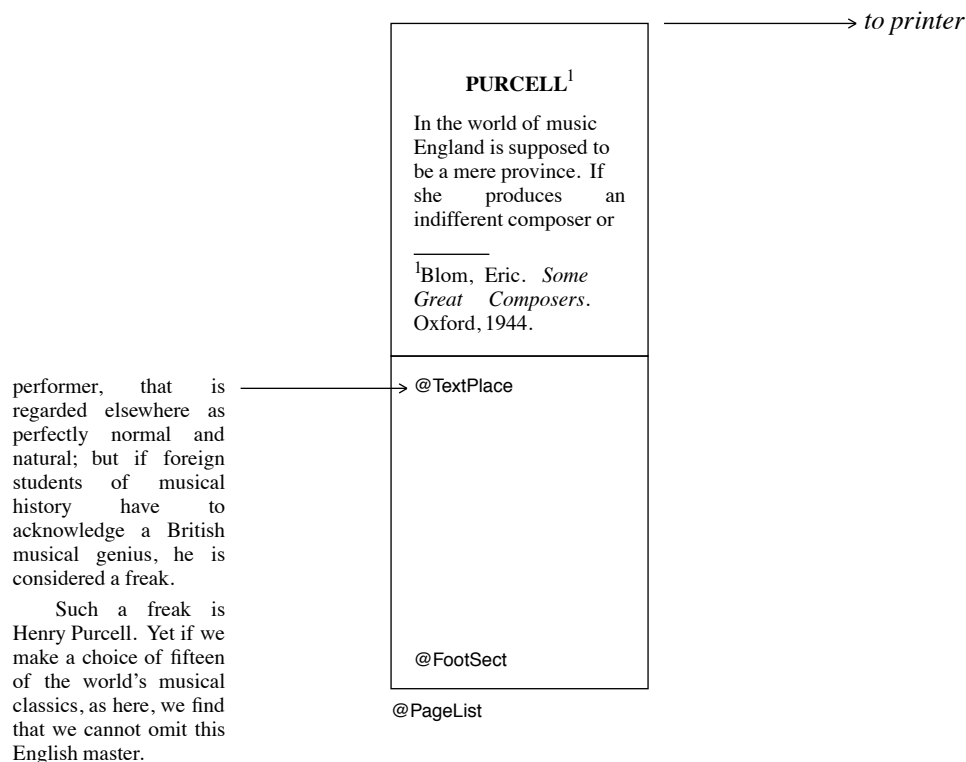 to printer
PURCELL1
In the world of music
England is supposed to
be a mere province. If
she produces an
indifferent composer or
1Blom, Eric. Some
Great Composers.
Oxford, 1944.
performer, that is
regarded elsewhere as
perfectly normal and
natural; but if foreign
students of musical
history have to
acknowledge a British
musical genius, he is
considered a freak.
Such a freak is
Henry Purcell. Yet if we
make a choice of fifteen
of the world's musical
classics, as here, we find
that we cannot omit this
English master.
@TextPlace
@FootSect
@PageList